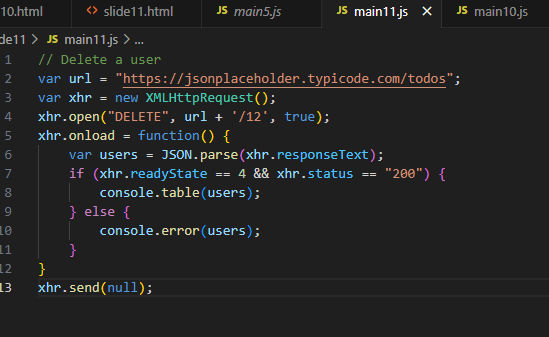 10.html
slide11.html
JS main5.js
JS main11.js
JS main10.js
de11 > JS main11.js > ...
1 // Delete a user
2 var url = "https://jsonplaceholder.typicode.com/todos";
3 var xhr = new XMLHttpRequest();
4 xhr.open("DELETE", url + '/12', true);
5 xhr.onload = function() {
6     var users = JSON.parse(xhr.responseText);
7     if (xhr.readyState == 4 && xhr.status == "200") {
8         console.table(users);
9     } else {
10         console.error(users);
11     }
12 }
13 xhr.send(null);